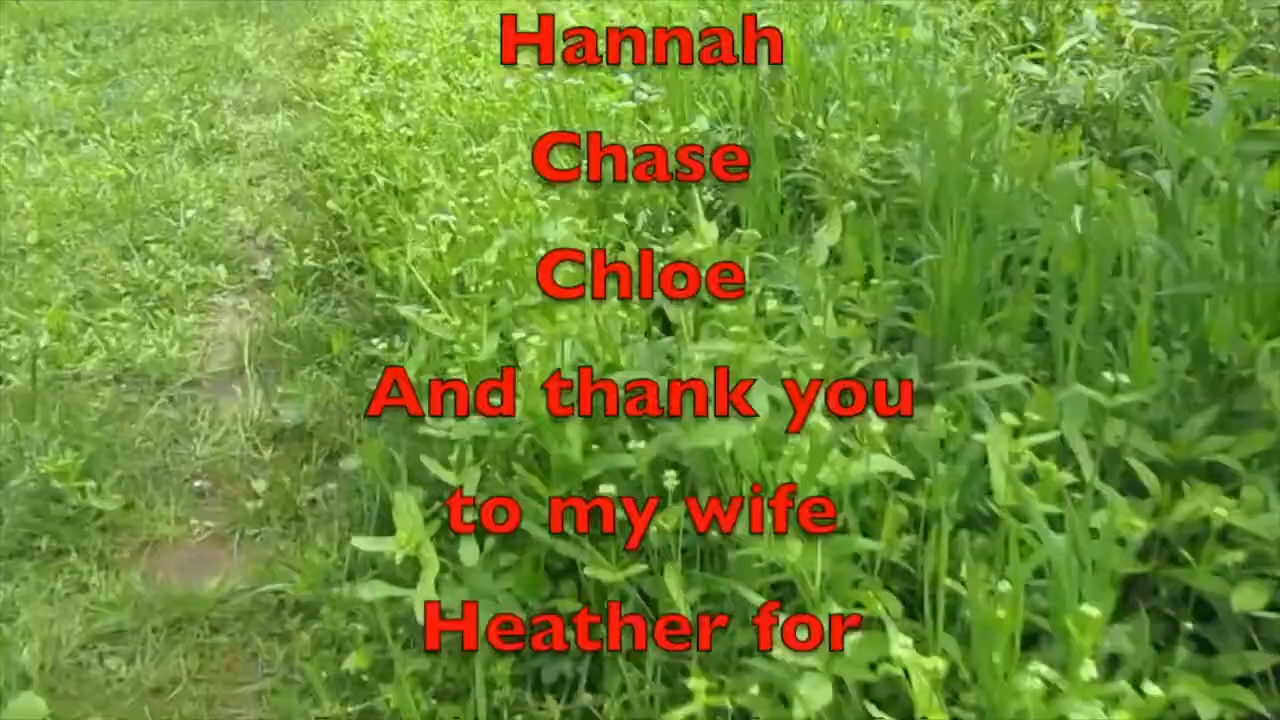 Hannah
Chase
Chloe
And thank you
to my wife
Heather for